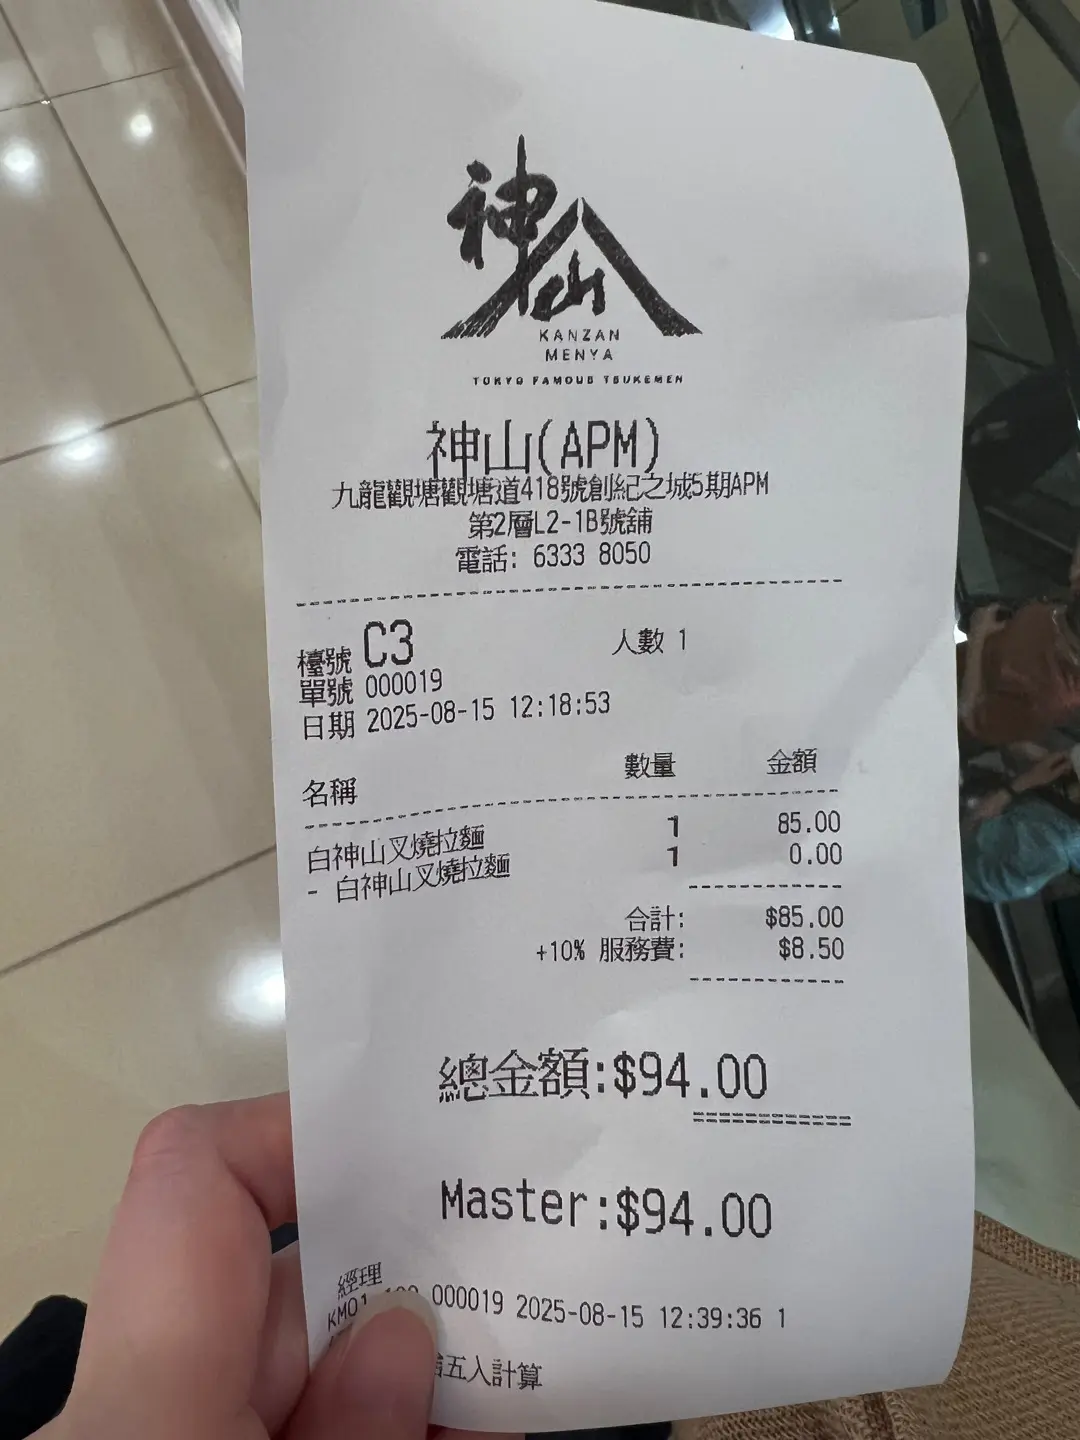 神山
KANZAN
MENYA
TOKYO FAMOUS TSUKEMEN
神山(APM)
九龍觀塘觀塘道418號創紀之城5期APM
第2層L2-1B號舖
電話: 6333 8050
檯號 C3 人數 1
單號 000019
日期 2025-08-15 12:18:53
名稱 數量 金額
白神山叉燒拉麵 1 85.00
- 白神山叉燒拉麵 1 0.00
合計: $85.00
+10% 服務費: $8.50
總金額:$94.00
Master:$94.00
經理
KM01 000019 2025-08-15 12:39:36 1
五入計算